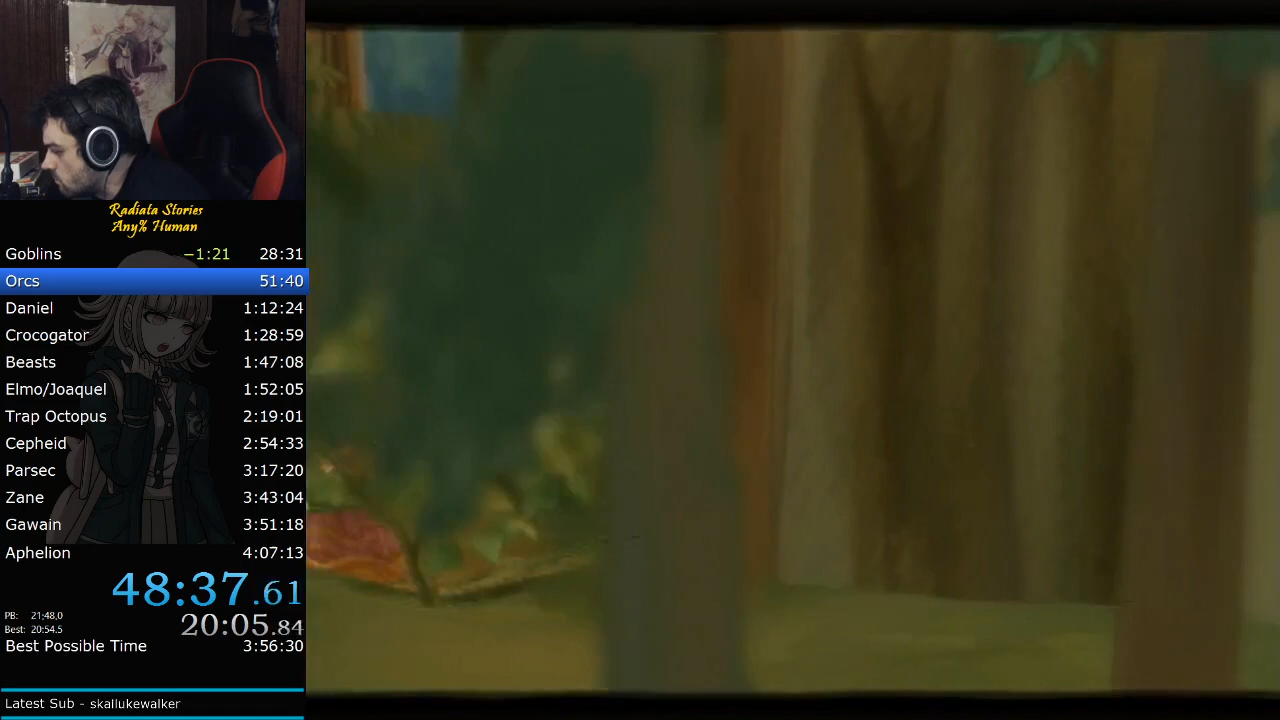 Radiata Stories
Any% Human
Goblins −1:21 28:31
Orcs 51:40
Daniel 1:12:24
Crocogator 1:28:59
Beasts 1:47:08
Elmo/Joaquel 1:52:05
Trap Octopus 2:19:01
Cepheid 2:54:33
Parsec 3:17:20
Zane 3:43:04
Gawain 3:51:18
Aphelion 4:07:13
48:37.61
PB: 21;48,0
Best: 20:54.5
20:05.84
Best Possible Time 3:56:30
Latest Sub - skallukewalker